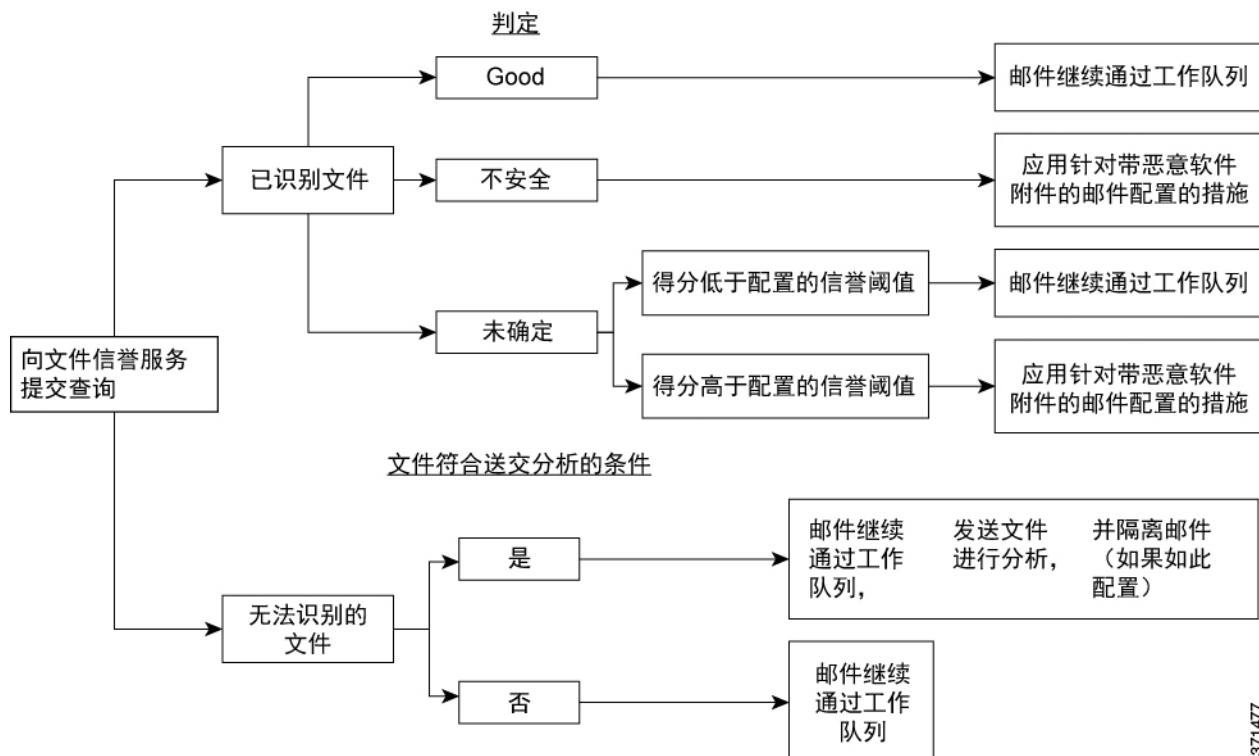 判定
Good
邮件继续通过工作队列
已识别文件
不安全
应用针对带恶意软件
附件的邮件配置的措施
得分低于配置的信誉阈值
邮件继续通过工作队列
未确定
向文件信誉服务
提交查询
得分高于配置的信誉阈值
应用针对带恶意软件
附件的邮件配置的措施
文件符合送交分析的条件
是
邮件继续
通过工作
队列，
发送文件
进行分析，
并隔离邮件
（如果如此
配置）
无法识别的
文件
否
邮件继续
通过工作
队列
371477